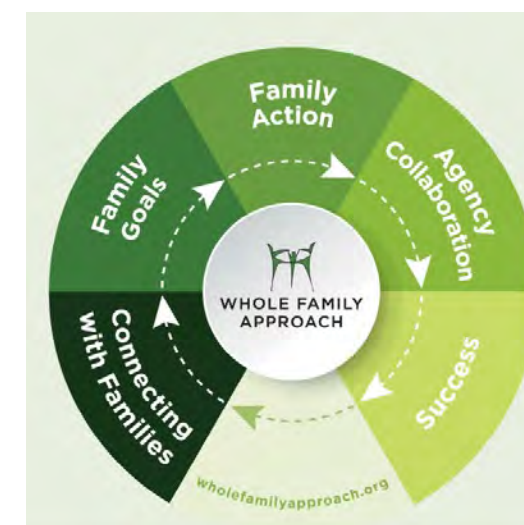 Family
Action
Agency
Collaboration
Success
Connecting
with Families
Family
Goals
WHOLE FAMILY
APPROACH
wholefamilyapproach.org